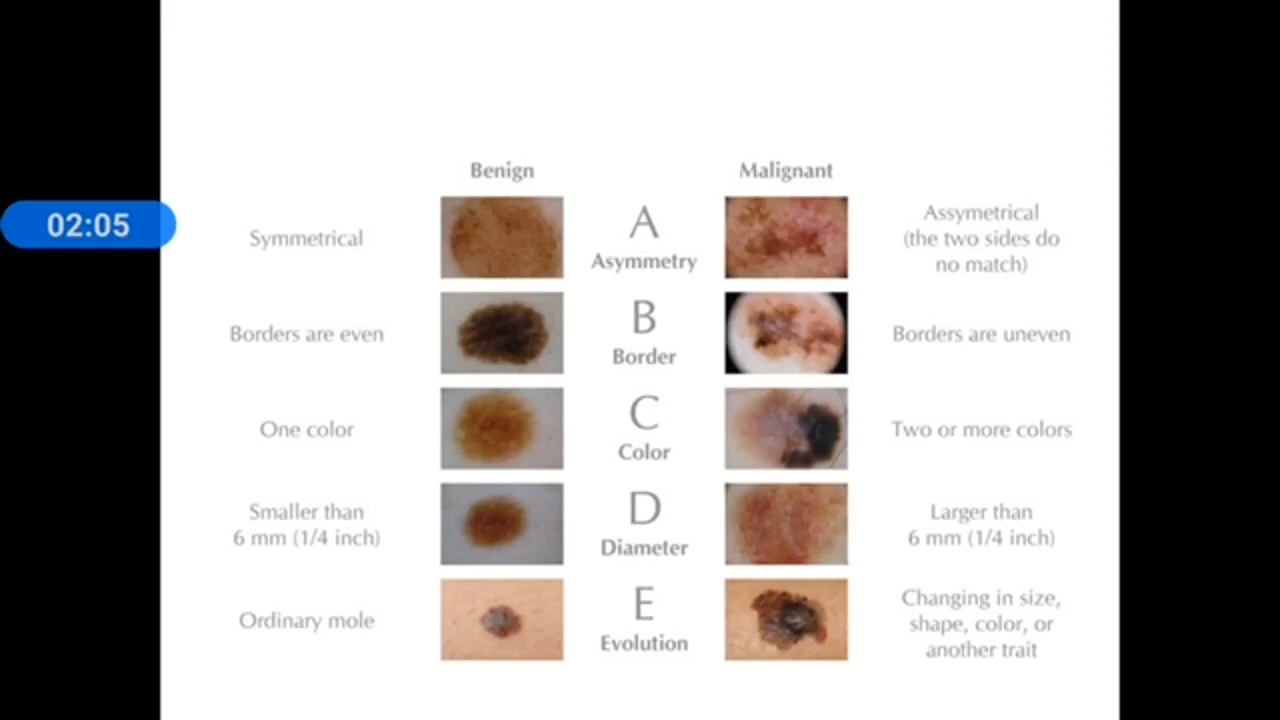 Benign
Malignant
02:05
Symmetrical
A
Asymmetry
Assymetrical
(the two sides do
no match)
Borders are even
B
Border
Borders are uneven
One color
C
Color
Two or more colors
Smaller than
6 mm (1/4 inch)
D
Diameter
Larger than
6 mm (1/4 inch)
Ordinary mole
E
Evolution
Changing in size,
shape, color, or
another trait